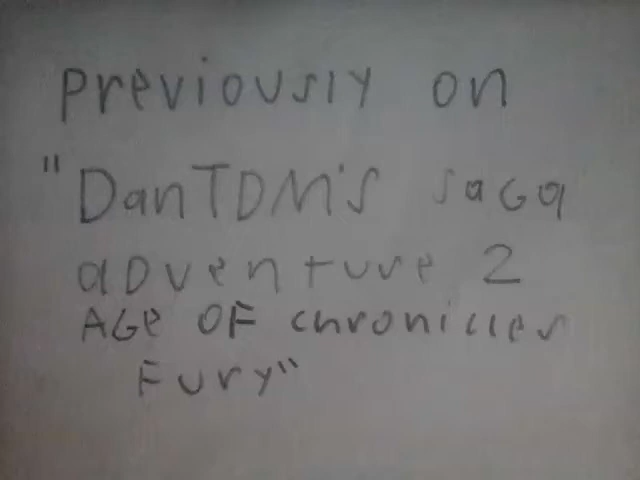 previously on
"DanTDM's saGa
aDventure 2
AGe OF chronicles
Fury"